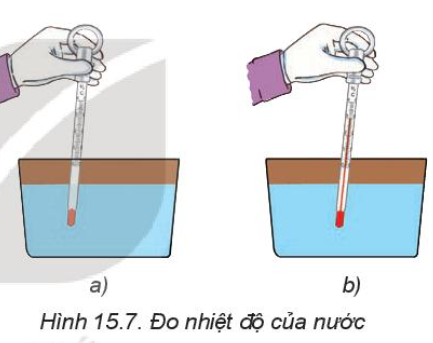 a) b)
Hình 15.7. Đo nhiệt độ của nước